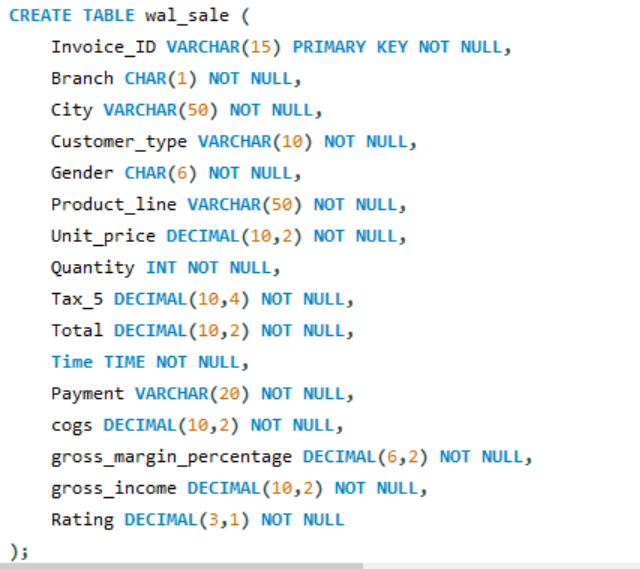 CREATE TABLE wal_sale (
Invoice_ID VARCHAR(15) PRIMARY KEY NOT NULL,
Branch CHAR(1) NOT NULL,
City VARCHAR(50) NOT NULL,
Customer_type VARCHAR(10) NOT NULL,
Gender CHAR(6) NOT NULL,
Product_line VARCHAR(50) NOT NULL,
Unit_price DECIMAL(10,2) NOT NULL,
Quantity INT NOT NULL,
Tax_5 DECIMAL(10,4) NOT NULL,
Total DECIMAL(10,2) NOT NULL,
Time TIME NOT NULL,
Payment VARCHAR(20) NOT NULL,
cogs DECIMAL(10,2) NOT NULL,
gross_margin_percentage DECIMAL(6,2) NOT NULL,
gross_income DECIMAL(10,2) NOT NULL,
Rating DECIMAL(3,1) NOT NULL
);